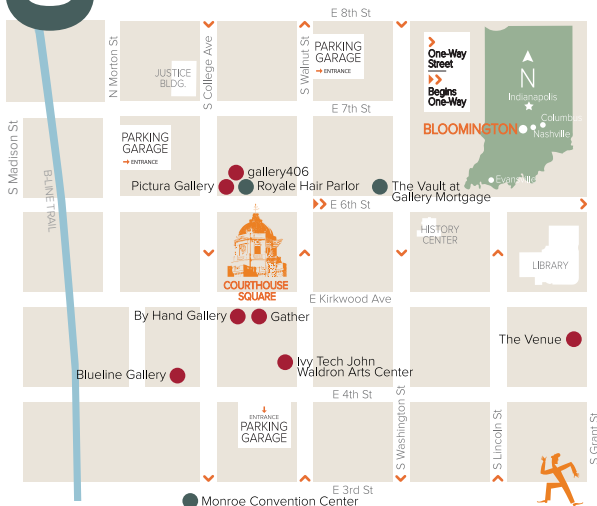 E 8th St
N Morton St
S College Ave
S Walnut St
JUSTICE
BLDG.
PARKING
GARAGE
ENTRANCE
One-Way
Street
Begins
One-Way
N
Indianapolis
Columbus
BLOOMINGTON
Nashville
Evansville
E 7th St
S Madison St
B-LINE TRAIL
PARKING
GARAGE
ENTRANCE
gallery406
Pictura Gallery
Royale Hair Parlor
The Vault at
Gallery Mortgage
E 6th St
HISTORY
CENTER
LIBRARY
COURTHOUSE
SQUARE
E Kirkwood Ave
By Hand Gallery
Gather
The Venue
Ivy Tech John
Waldron Arts Center
Blueline Gallery
E 4th St
ENTRANCE
PARKING
GARAGE
S Washington St
S Lincoln St
S Grant St
E 3rd St
Monroe Convention Center